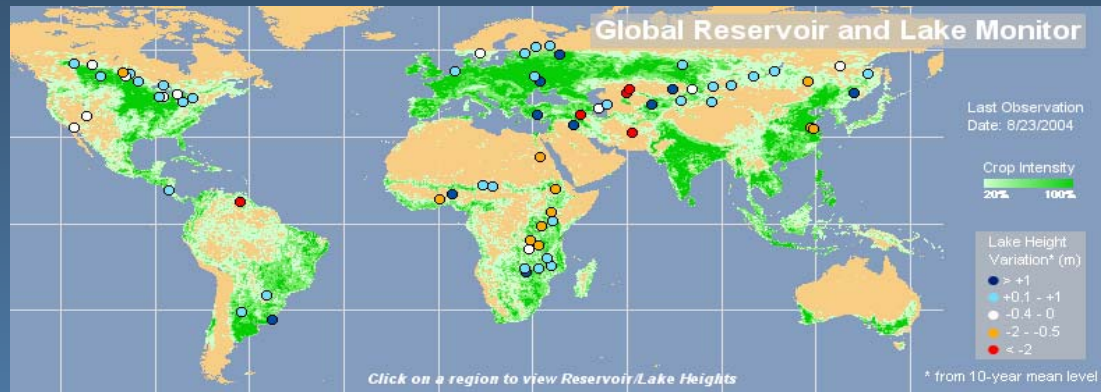 Global Reservoir and Lake Monitor
Last Observation
Date: 8/23/2004
Crop Intensity
20% 100%
Lake Height
Variation* (m)
> +1
+0.1 - +1
-0.4 - 0
-2 - -0.5
< -2
Click on a region to view Reservoir/Lake Heights
* from 10-year mean level